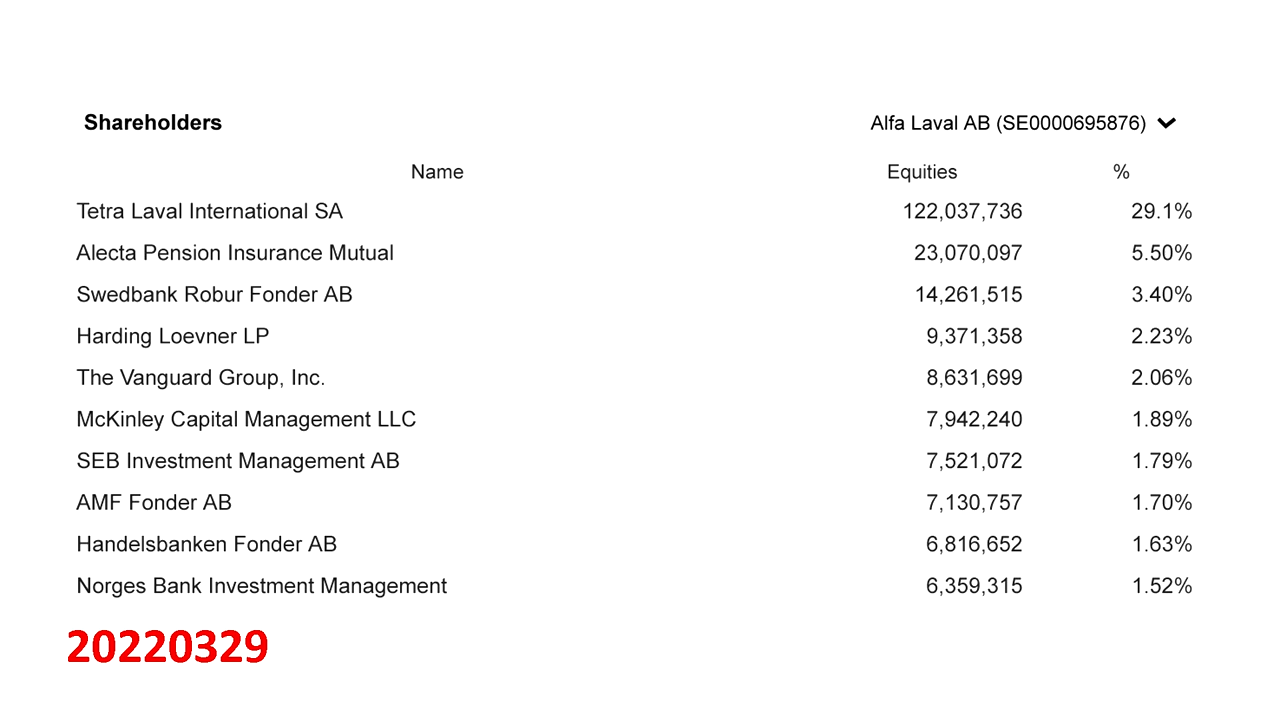 Shareholders Alfa Laval AB (SE0000695876)
Name Equities %
Tetra Laval International SA 122,037,736 29.1%
Alecta Pension Insurance Mutual 23,070,097 5.50%
Swedbank Robur Fonder AB 14,261,515 3.40%
Harding Loevner LP 9,371,358 2.23%
The Vanguard Group, Inc. 8,631,699 2.06%
McKinley Capital Management LLC 7,942,240 1.89%
SEB Investment Management AB 7,521,072 1.79%
AMF Fonder AB 7,130,757 1.70%
Handelsbanken Fonder AB 6,816,652 1.63%
Norges Bank Investment Management 6,359,315 1.52%
20220329